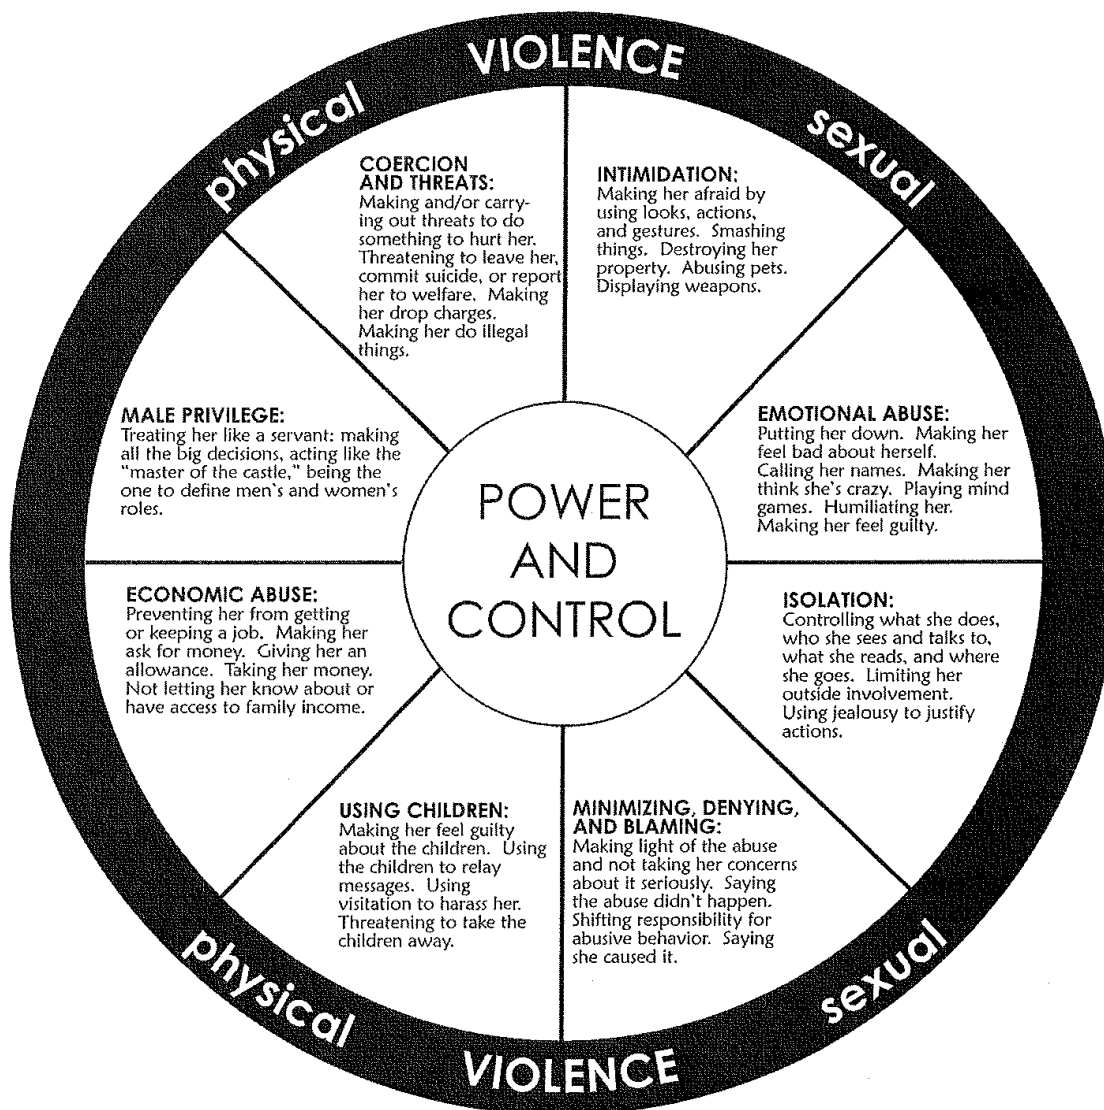 physical VIOLENCE sexual
COERCION
AND THREATS:
Making and/or carry-
ing out threats to do
something to hurt her.
Threatening to leave her,
commit suicide, or report
her to welfare. Making
her drop charges.
Making her do illegal
things.
INTIMIDATION:
Making her afraid by
using looks, actions,
and gestures. Smashing
things. Destroying her
property. Abusing pets.
Displaying weapons.
MALE PRIVILEGE:
Treating her like a servant: making
all the big decisions, acting like the
"master of the castle," being the
one to define men's and women's
roles.
EMOTIONAL ABUSE:
Putting her down. Making her
feel bad about herself.
Calling her names. Making her
think she's crazy. Playing mind
games. Humiliating her.
Making her feel guilty.
POWER
AND
CONTROL
ECONOMIC ABUSE:
Preventing her from getting
or keeping a job. Making her
ask for money. Giving her an
allowance. Taking her money.
Not letting her know about or
have access to family income.
ISOLATION:
Controlling what she does,
who she sees and talks to,
what she reads, and where
she goes. Limiting her
outside involvement.
Using jealousy to justify
actions.
USING CHILDREN:
Making her feel guilty
about the children. Using
the children to relay
messages. Using
visitation to harass her.
Threatening to take the
children away.
MINIMIZING, DENYING,
AND BLAMING:
Making light of the abuse
and not taking her concerns
about it seriously. Saying
the abuse didn't happen.
Shifting responsibility for
abusive behavior. Saying
she caused it.
physical VIOLENCE sexual